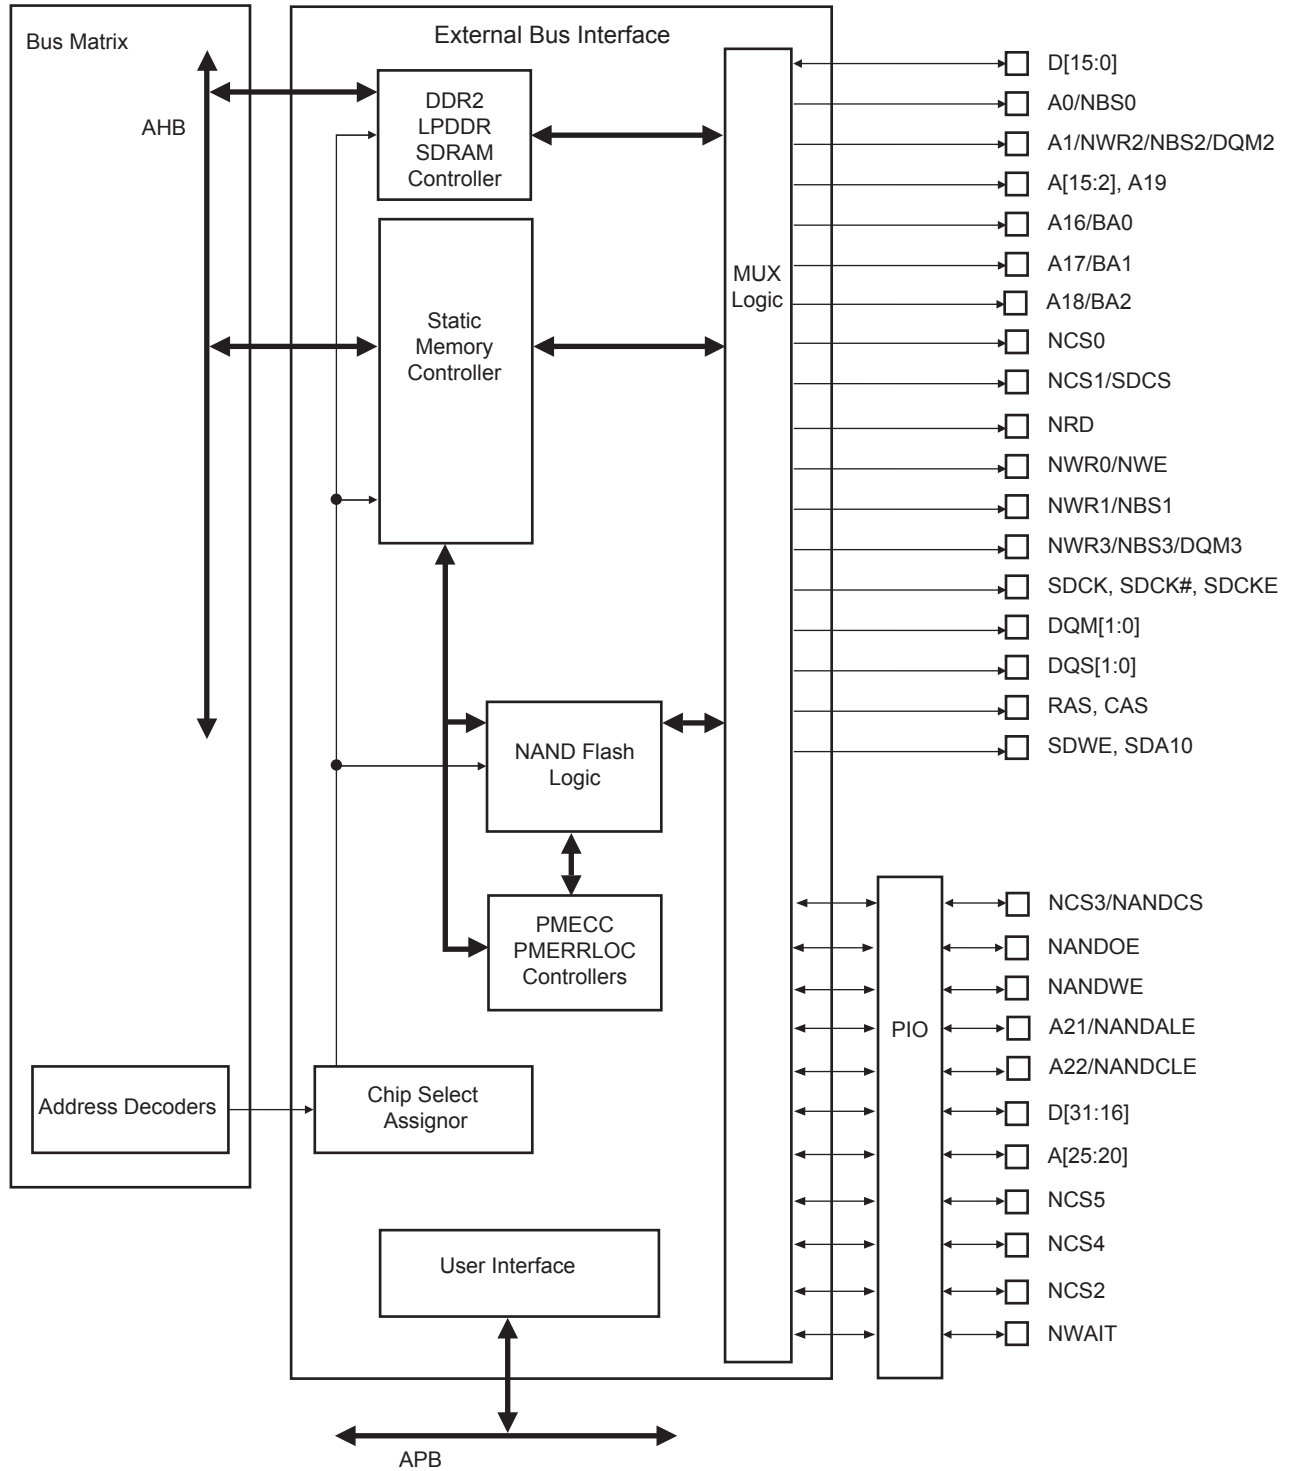 Bus Matrix
AHB
Address Decoders
External Bus Interface
DDR2
LPDDR
SDRAM
Controller
Static
Memory
Controller
NAND Flash
Logic
PMECC
PMERRLOC
Controllers
Chip Select
Assignor
User Interface
APB
MUX
Logic
PIO
D[15:0]
A0/NBS0
A1/NWR2/NBS2/DQM2
A[15:2], A19
A16/BA0
A17/BA1
A18/BA2
NCS0
NCS1/SDCS
NRD
NWR0/NWE
NWR1/NBS1
NWR3/NBS3/DQM3
SDCK, SDCK#, SDCKE
DQM[1:0]
DQS[1:0]
RAS, CAS
SDWE, SDA10
NCS3/NANDCS
NANDOE
NANDWE
A21/NANDALE
A22/NANDCLE
D[31:16]
A[25:20]
NCS5
NCS4
NCS2
NWAIT